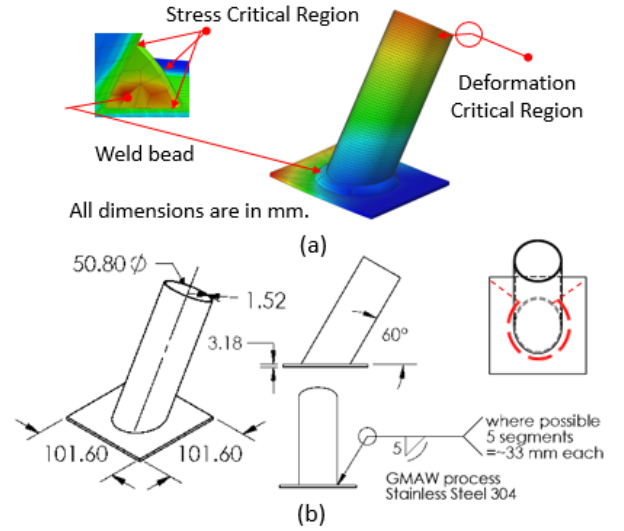 Stress Critical Region
Deformation
Critical Region
Weld bead
All dimensions are in mm.
(a)
50.80 ϕ
1.52
3.18
60°
101.60
101.60
5
where possible
5 segments
=~33 mm each
GMAW process
Stainless Steel 304
(b)